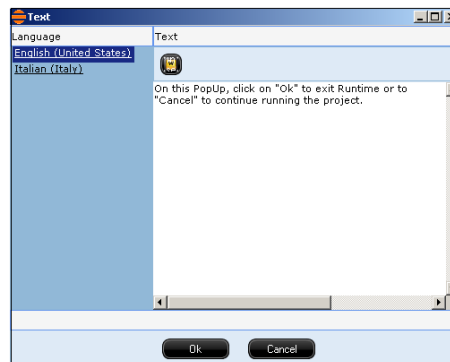 Text
Language
Text
English (United States)
Italian (Italy)
On this PopUp, click on "Ok" to exit Runtime or to
"Cancel" to continue running the project.
Ok
Cancel